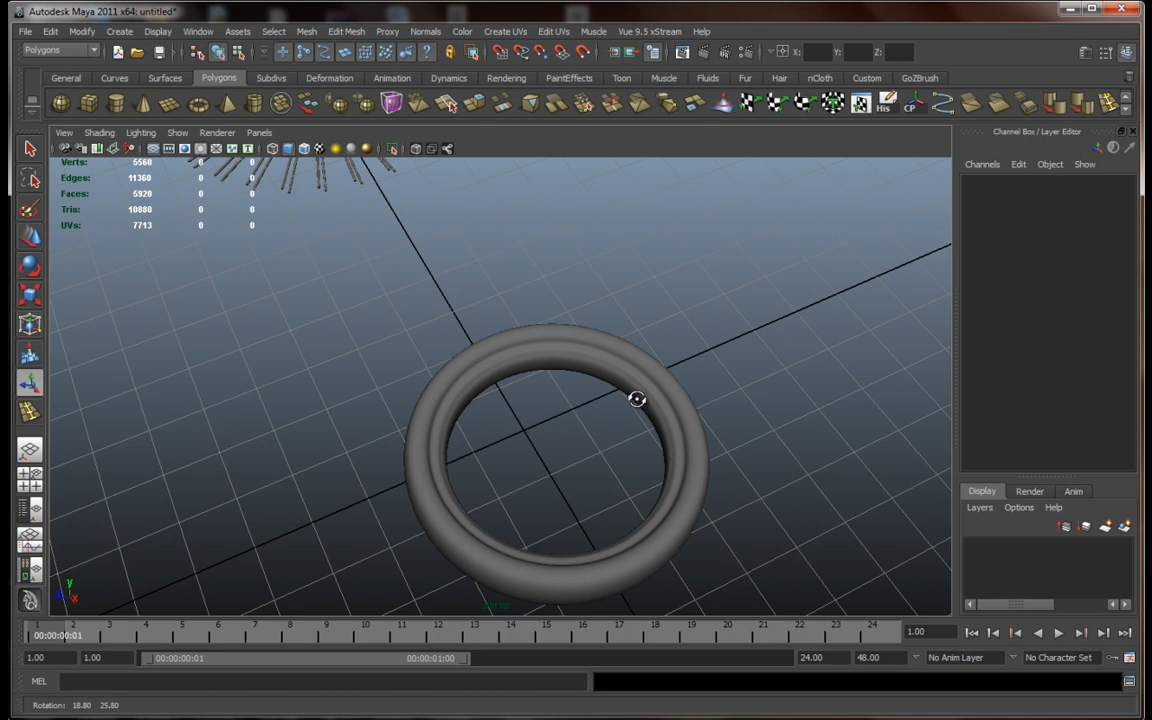 Autodesk Maya 2011 x64: untitled*
File Edit Modify Create Display Window Assets Select Mesh Edit Mesh Proxy Normals Color Create UVs Edit UVs Muscle Vue 9.5 xStream Help
Polygons X: Y: Z:
General Curves Surfaces Polygons Subdivs Deformation Animation Dynamics Rendering PaintEffects Toon Muscle Fluids Fur Hair nCloth Custom GoZBrush
His CP
View Shading Lighting Show Renderer Panels
Channel Box / Layer Editor
Channels Edit Object Show
Verts: 5560 0 0
Edges: 11360 0 0
Faces: 5920 0 0
Tris: 10880 0 0
UVs: 7713 0 0
Display Render Anim
Layers Options Help
y
x
persp
1 2 3 4 5 6 7 8 9 10 11 12 13 14 15 16 17 18 19 20 21 22 23 24
00:00:00:01
1.00
1.00 1.00 00:00:00:01 00:00:01:00 24.00 48.00 No Anim Layer No Character Set
MEL
Rotation: 18.80 25.80